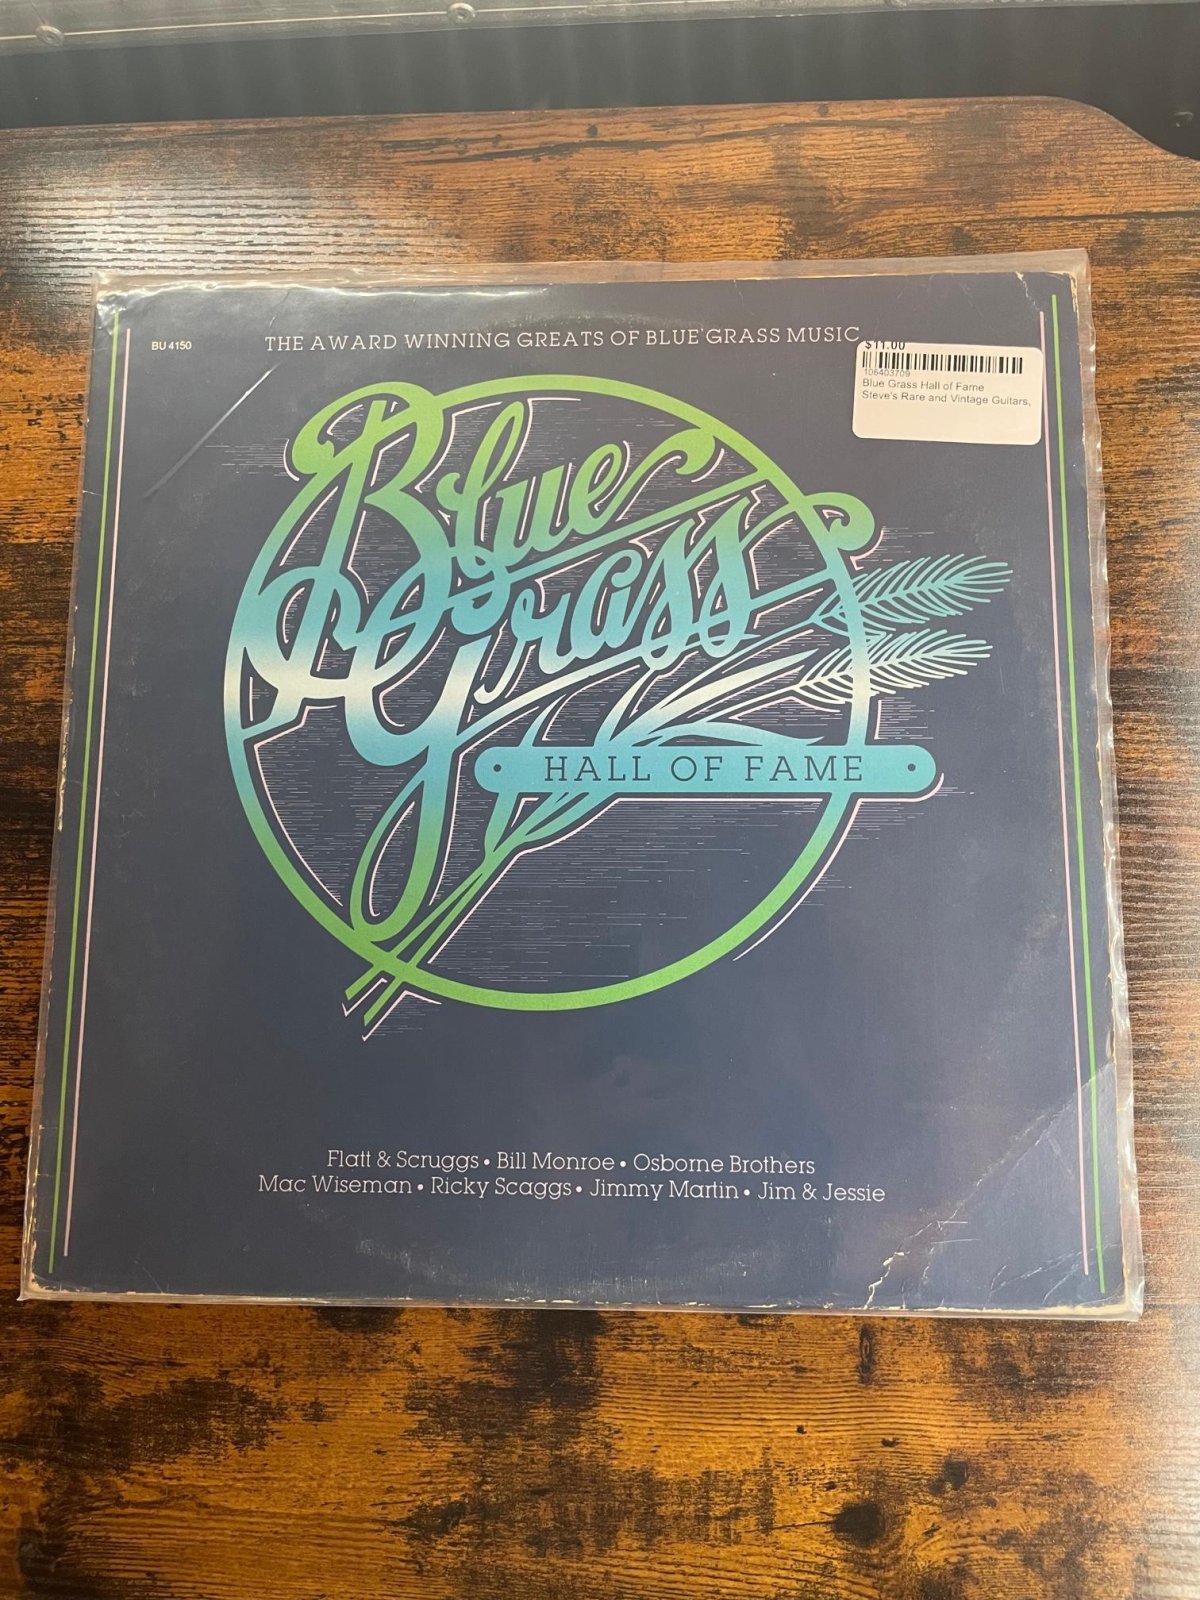 BU 4150
THE AWARD WINNING GREATS OF BLUE'GRASS MUSIC
$11.00
106403709
Blue Grass Hall of Fame
Steve's Rare and Vintage Guitars,
Blue
Grass
HALL OF FAME
Flatt & Scruggs • Bill Monroe • Osborne Brothers
Mac Wiseman • Ricky Scaggs • Jimmy Martin • Jim & Jessie